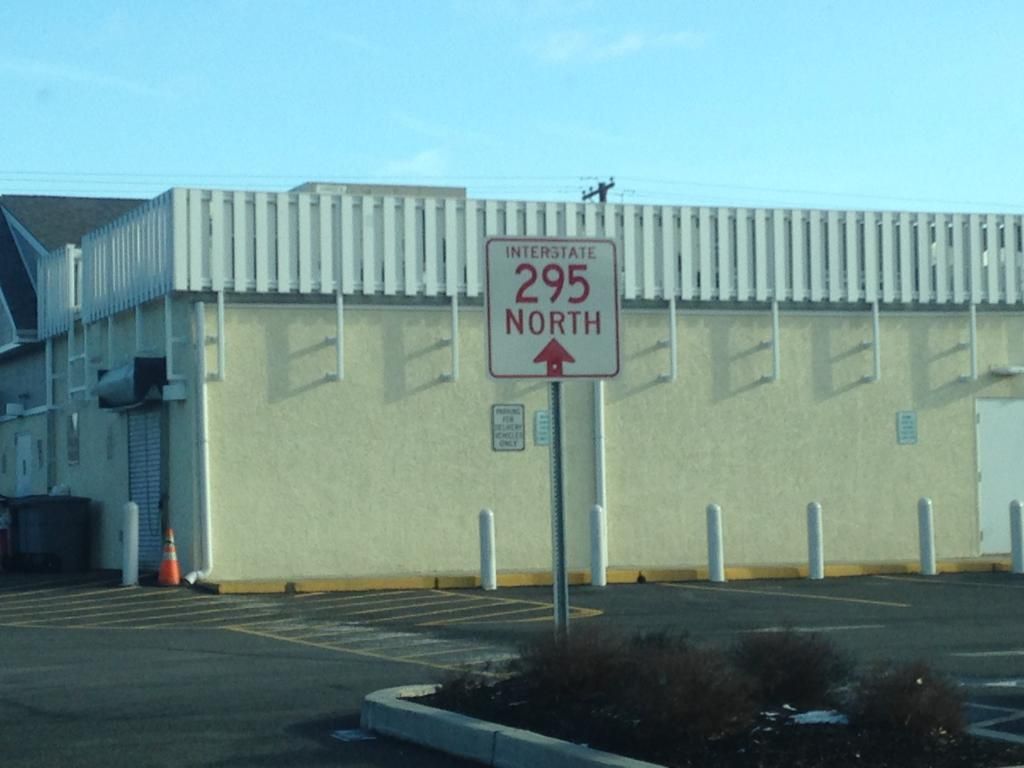 INTERSTATE
295
NORTH
PARKING
FOR
DELIVERY
VEHICLES
ONLY